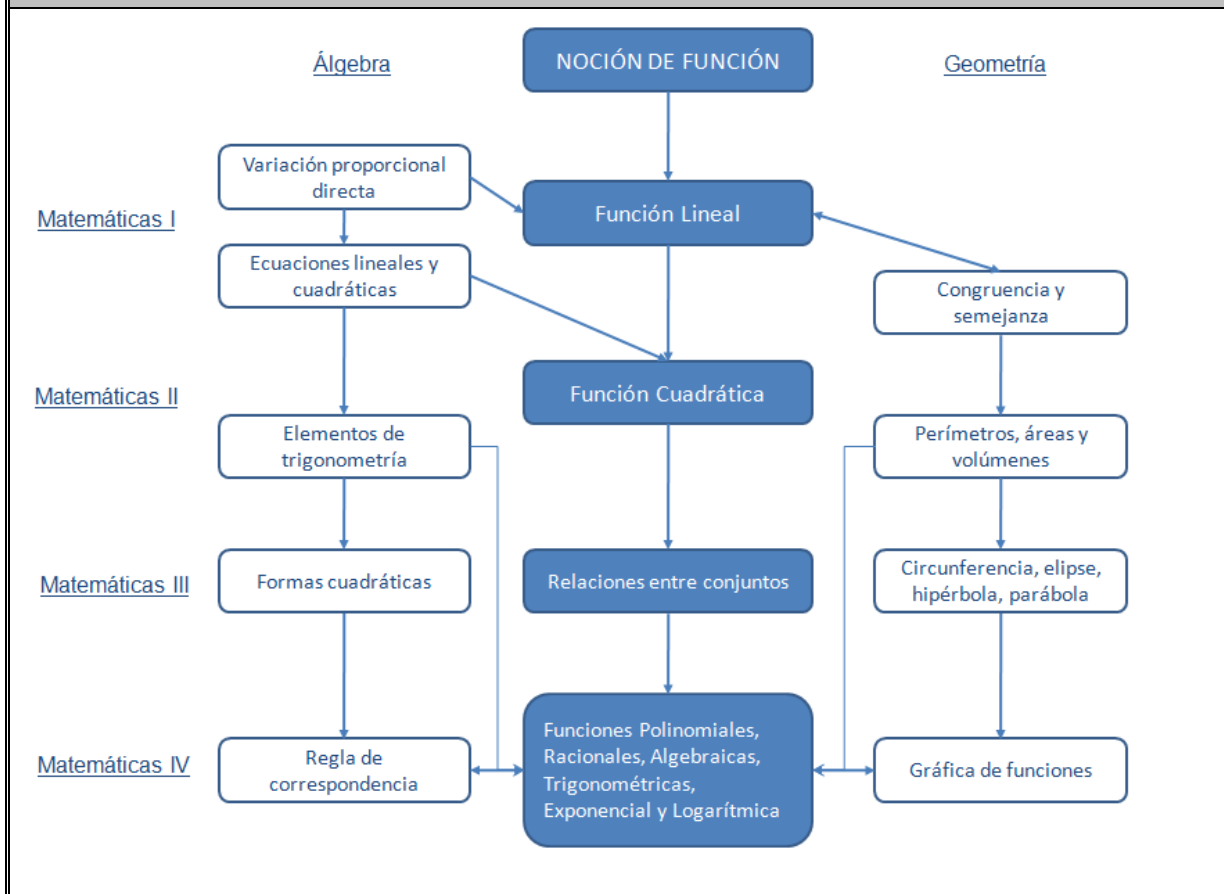 Álgebra
NOCIÓN DE FUNCIÓN
Geometría
Variación proporcional
directa
Matemáticas I
Función Lineal
Ecuaciones lineales y
cuadráticas
Congruencia y
semejanza
Matemáticas II
Función Cuadrática
Elementos de
trigonometría
Perímetros, áreas y
volúmenes
Matemáticas III
Formas cuadráticas
Relaciones entre conjuntos
Circunferencia, elipse,
hipérbola, parábola
Matemáticas IV
Regla de
correspondencia
Funciones Polinomiales,
Racionales, Algebraicas,
Trigonométricas,
Exponencial y Logarítmica
Gráfica de funciones